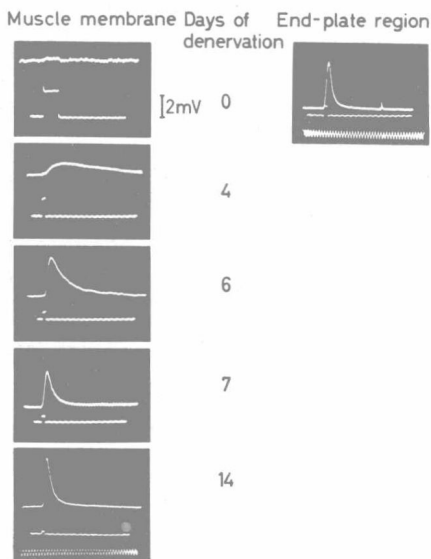 Muscle membrane Days of denervation End-plate region
2mV 0
4
6
7
14